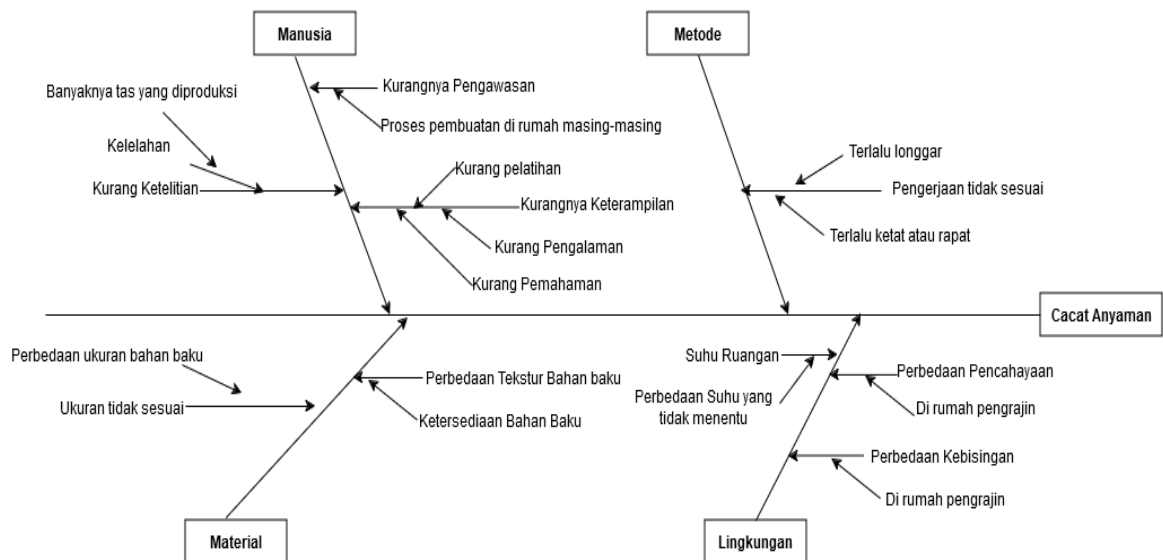 Manusia
Metode
Banyaknya tas yang diproduksi
Kurangnya Pengawasan
Proses pembuatan di rumah masing-masing
Kelelahan
Kurang Ketelitian
Kurang pelatihan
Kurangnya Keterampilan
Kurang Pengalaman
Kurang Pemahaman
Terlalu longgar
Pengerjaan tidak sesuai
Terlalu ketat atau rapat
Cacat Anyaman
Perbedaan ukuran bahan baku
Ukuran tidak sesuai
Perbedaan Tekstur Bahan baku
Ketersediaan Bahan Baku
Suhu Ruangan
Perbedaan Suhu yang
tidak menentu
Perbedaan Pencahayaan
Di rumah pengrajin
Perbedaan Kebisingan
Di rumah pengrajin
Material
Lingkungan